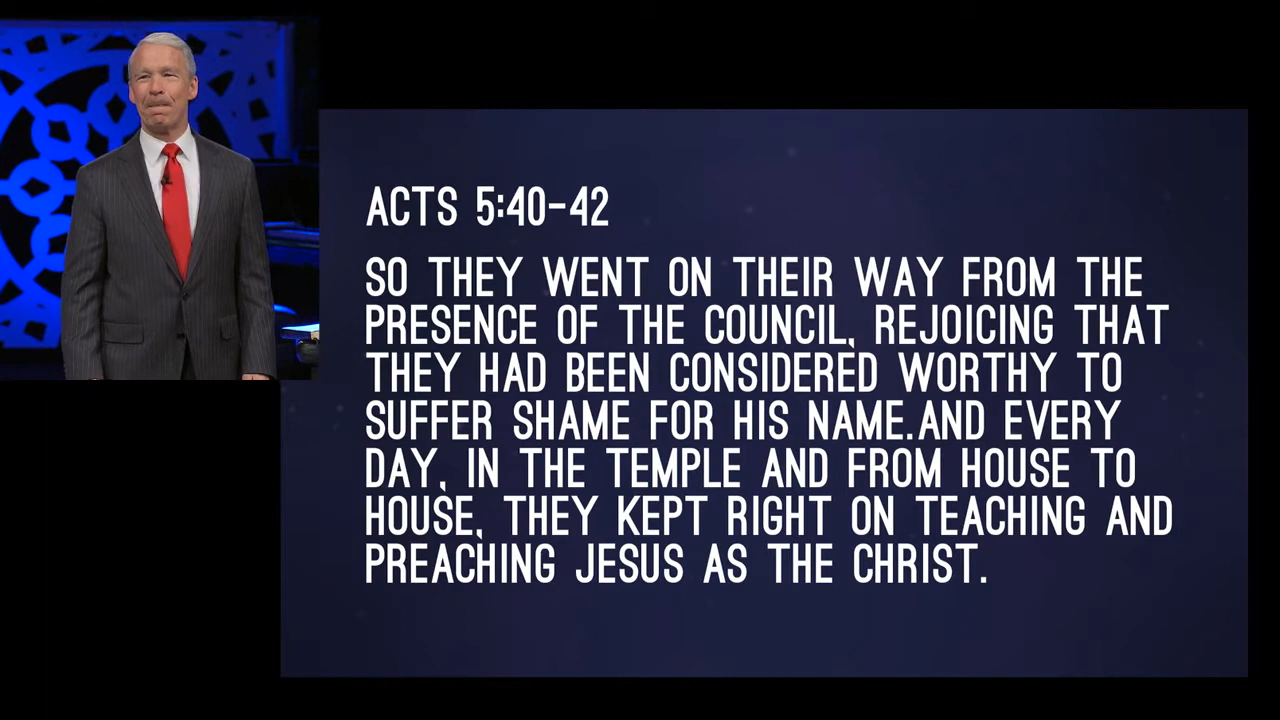 ACTS 5:40-42
SO THEY WENT ON THEIR WAY FROM THE
PRESENCE OF THE COUNCIL, REJOICING THAT
THEY HAD BEEN CONSIDERED WORTHY TO
SUFFER SHAME FOR HIS NAME.AND EVERY
DAY, IN THE TEMPLE AND FROM HOUSE TO
HOUSE, THEY KEPT RIGHT ON TEACHING AND
PREACHING JESUS AS THE CHRIST.